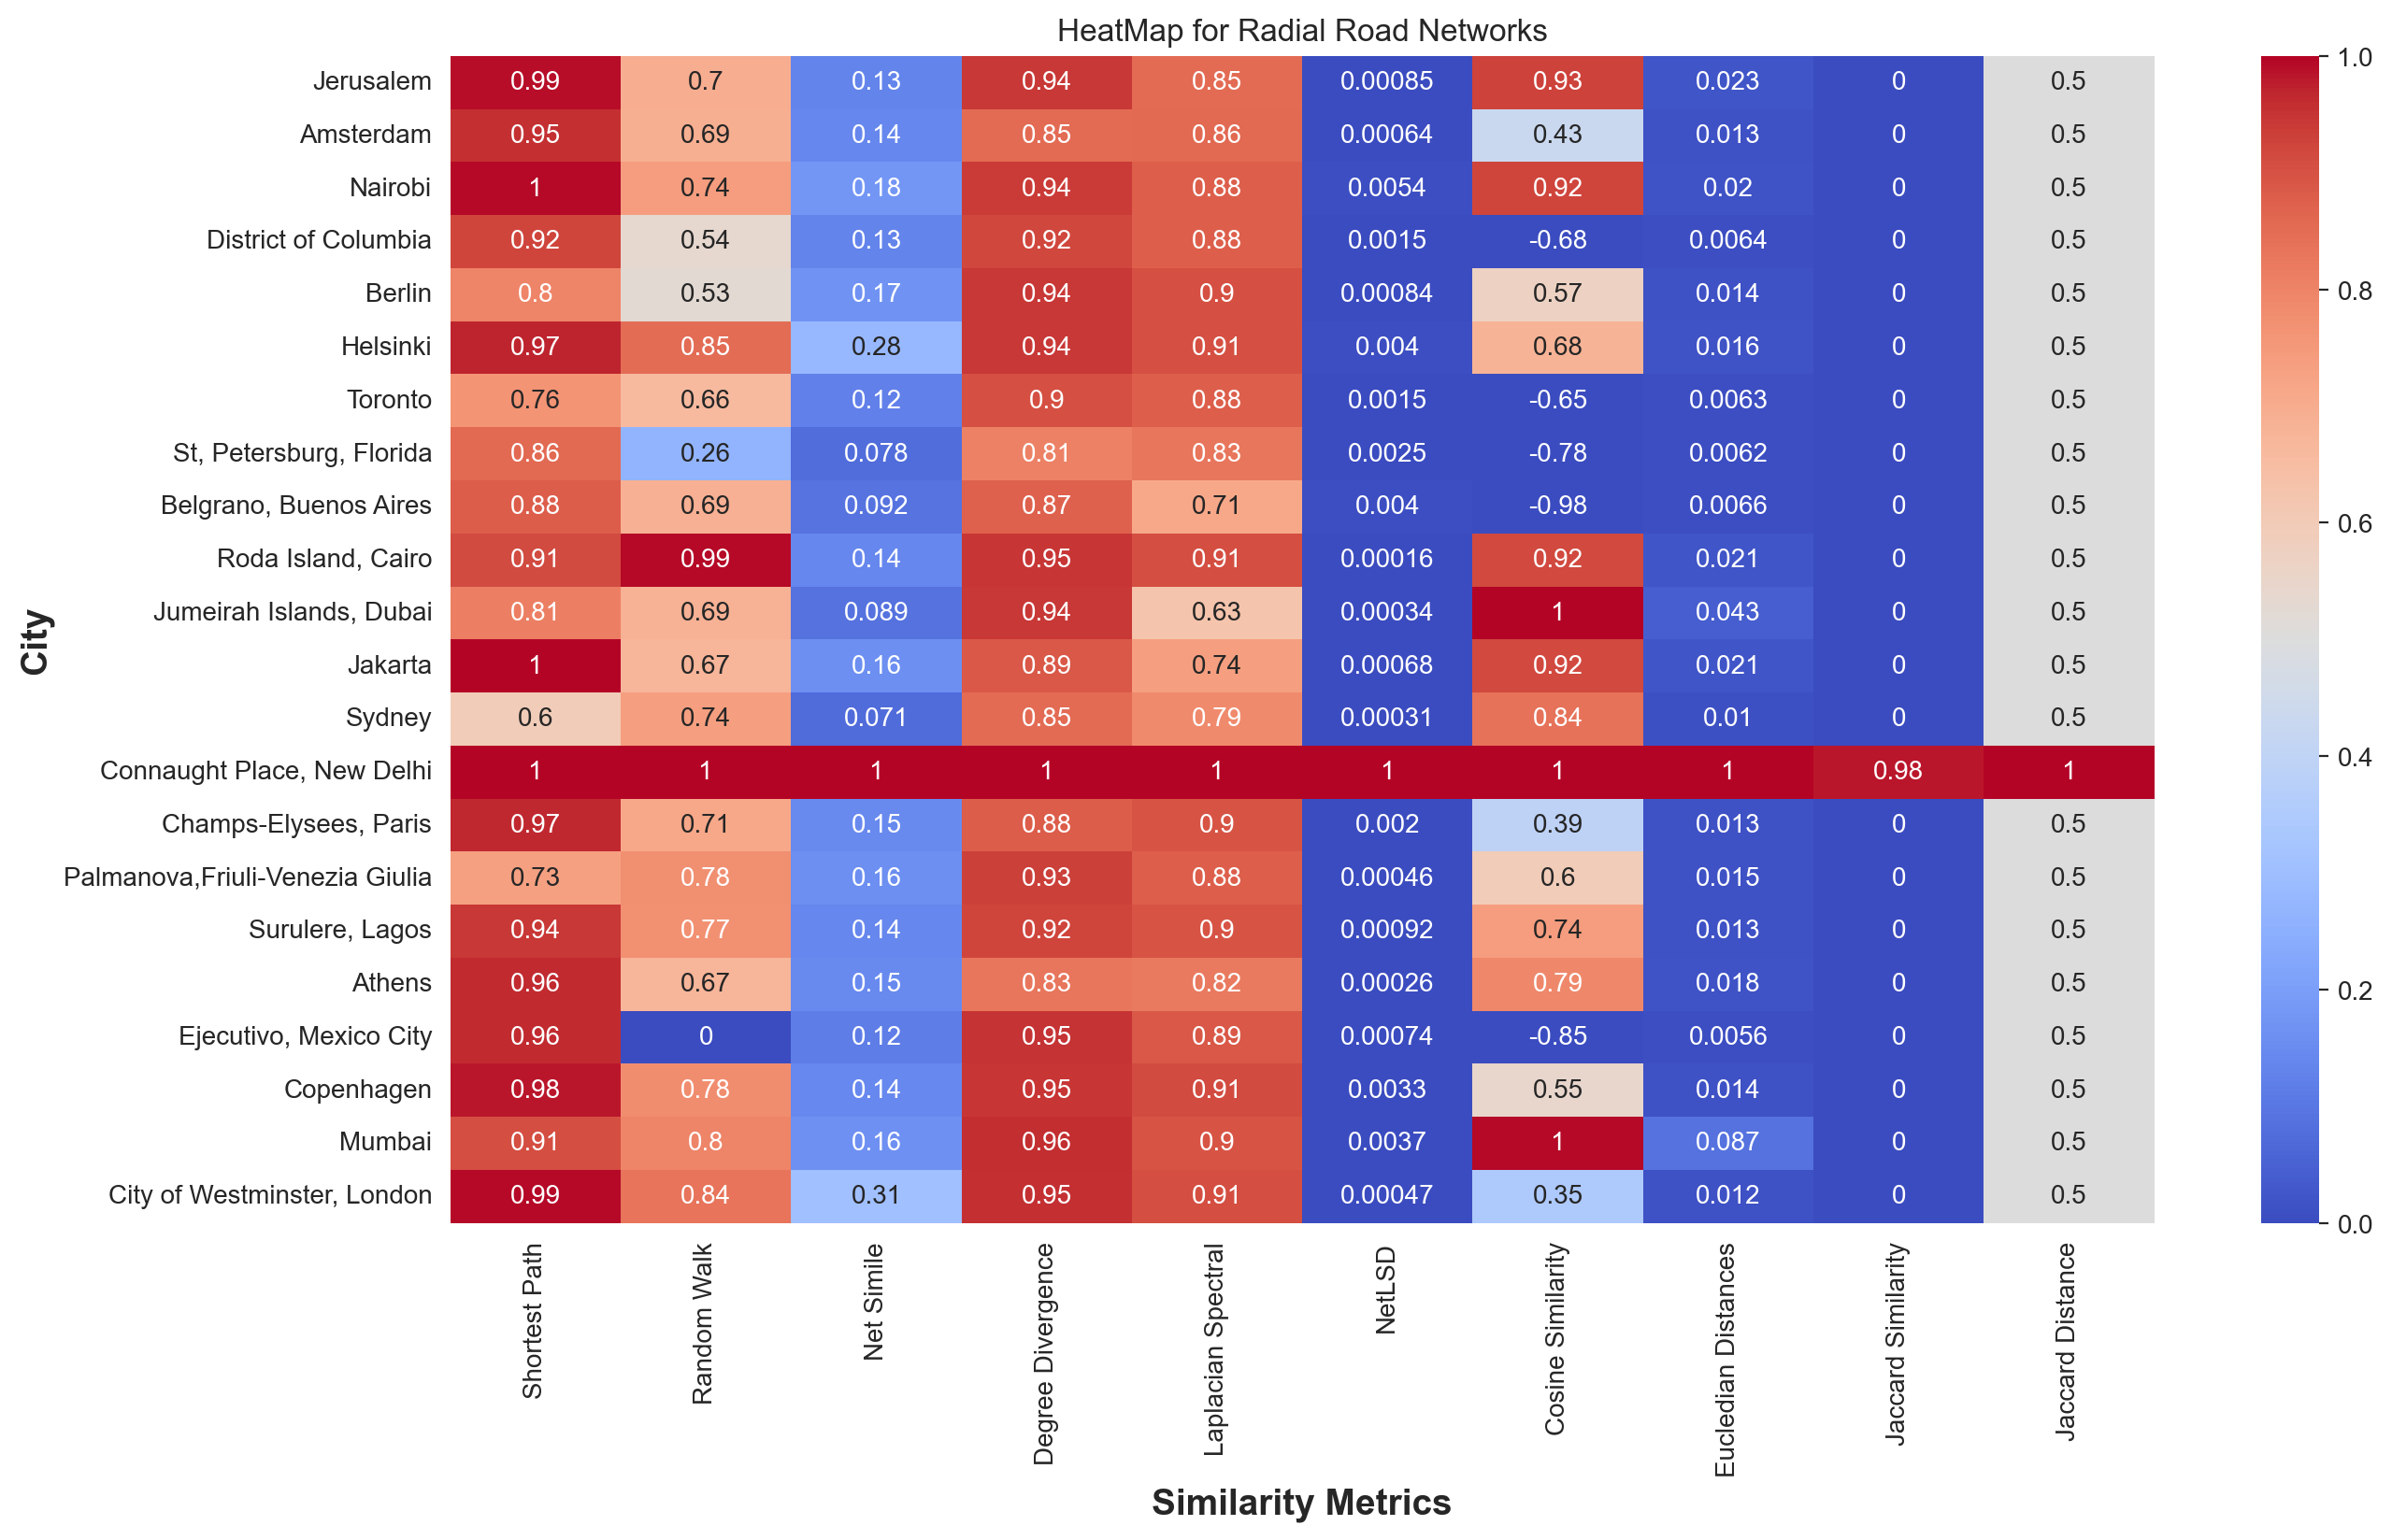 HeatMap for Radial Road Networks
Jerusalem 0.99 0.7 0.13 0.94 0.85 0.00085 0.93 0.023 0 0.5
Amsterdam 0.95 0.69 0.14 0.85 0.86 0.00064 0.43 0.013 0 0.5
Nairobi 1 0.74 0.18 0.94 0.88 0.0054 0.92 0.02 0 0.5
District of Columbia 0.92 0.54 0.13 0.92 0.88 0.0015 -0.68 0.0064 0 0.5
Berlin 0.8 0.53 0.17 0.94 0.9 0.00084 0.57 0.014 0 0.5
Helsinki 0.97 0.85 0.28 0.94 0.91 0.004 0.68 0.016 0 0.5
Toronto 0.76 0.66 0.12 0.9 0.88 0.0015 -0.65 0.0063 0 0.5
St, Petersburg, Florida 0.86 0.26 0.078 0.81 0.83 0.0025 -0.78 0.0062 0 0.5
Belgrano, Buenos Aires 0.88 0.69 0.092 0.87 0.71 0.004 -0.98 0.0066 0 0.5
Roda Island, Cairo 0.91 0.99 0.14 0.95 0.91 0.00016 0.92 0.021 0 0.5
Jumeirah Islands, Dubai 0.81 0.69 0.089 0.94 0.63 0.00034 1 0.043 0 0.5
Jakarta 1 0.67 0.16 0.89 0.74 0.00068 0.92 0.021 0 0.5
Sydney 0.6 0.74 0.071 0.85 0.79 0.00031 0.84 0.01 0 0.5
Connaught Place, New Delhi 1 1 1 1 1 1 1 1 0.98 1
Champs-Elysees, Paris 0.97 0.71 0.15 0.88 0.9 0.002 0.39 0.013 0 0.5
Palmanova,Friuli-Venezia Giulia 0.73 0.78 0.16 0.93 0.88 0.00046 0.6 0.015 0 0.5
Surulere, Lagos 0.94 0.77 0.14 0.92 0.9 0.00092 0.74 0.013 0 0.5
Athens 0.96 0.67 0.15 0.83 0.82 0.00026 0.79 0.018 0 0.5
Ejecutivo, Mexico City 0.96 0 0.12 0.95 0.89 0.00074 -0.85 0.0056 0 0.5
Copenhagen 0.98 0.78 0.14 0.95 0.91 0.0033 0.55 0.014 0 0.5
Mumbai 0.91 0.8 0.16 0.96 0.9 0.0037 1 0.087 0 0.5
City of Westminster, London 0.99 0.84 0.31 0.95 0.91 0.00047 0.35 0.012 0 0.5
City
Shortest Path
Random Walk
Net Simile
Degree Divergence
Laplacian Spectral
NetLSD
Cosine Similarity
Eucledian Distances
Jaccard Similarity
Jaccard Distance
Similarity Metrics
1.0
0.8
0.6
0.4
0.2
0.0